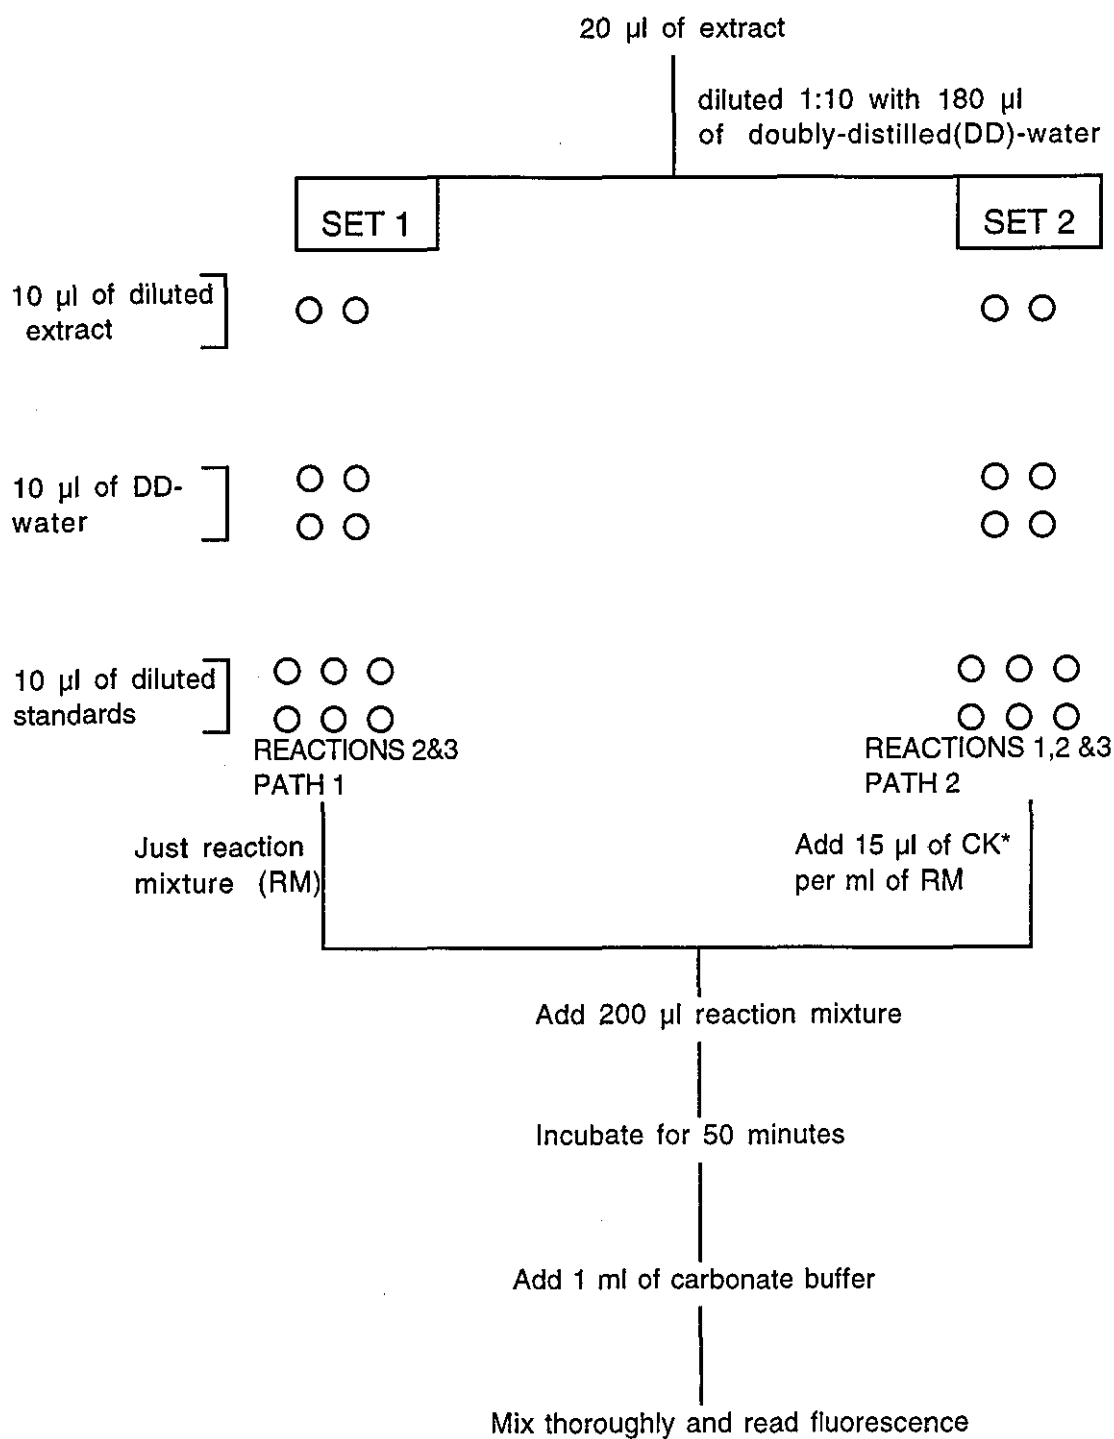 20 µl of extract
diluted 1:10 with 180 µl
of doubly-distilled(DD)-water
SET 1
SET 2
10 µl of diluted
extract
10 µl of DD-
water
10 µl of diluted
standards
REACTIONS 2&3
PATH 1
REACTIONS 1,2 &3
PATH 2
Just reaction
mixture (RM)
Add 15 µl of CK*
per ml of RM
Add 200 µl reaction mixture
Incubate for 50 minutes
Add 1 ml of carbonate buffer
Mix thoroughly and read fluorescence